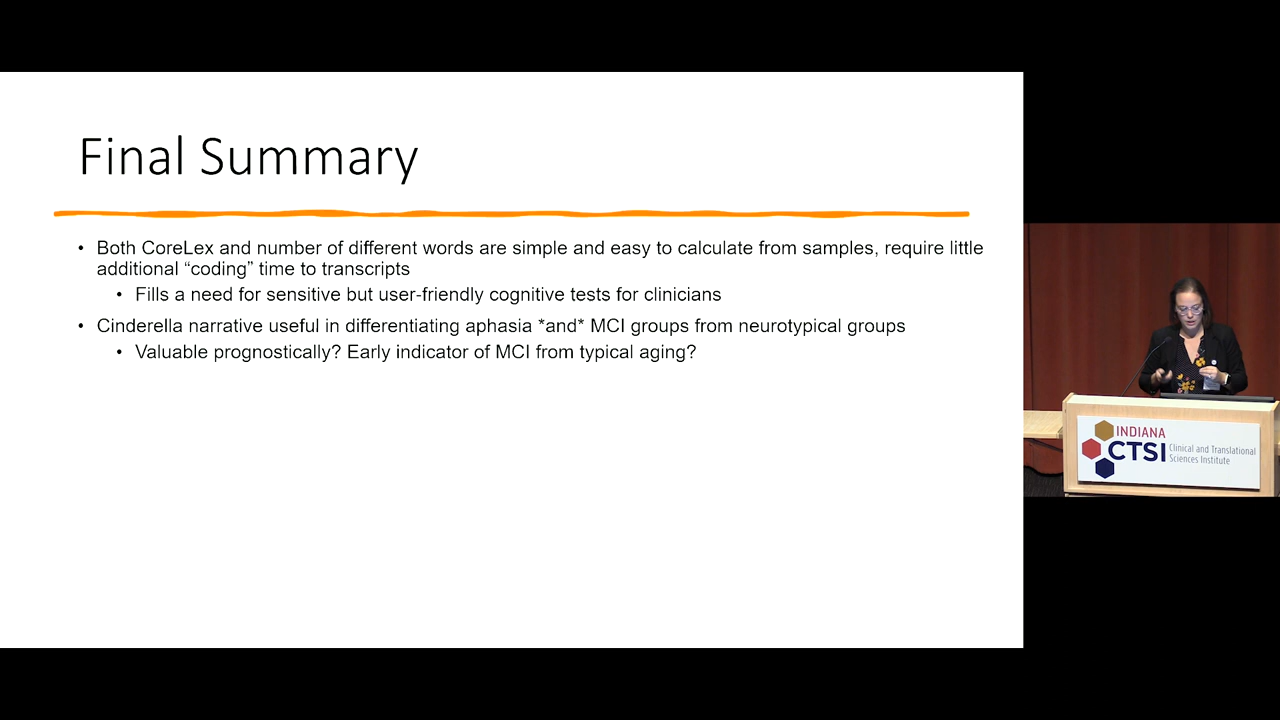 Final Summary
• Both CoreLex and number of different words are simple and easy to calculate from samples, require little
additional “coding” time to transcripts
• Fills a need for sensitive but user-friendly cognitive tests for clinicians
• Cinderella narrative useful in differentiating aphasia *and* MCI groups from neurotypical groups
• Valuable prognostically? Early indicator of MCI from typical aging?
INDIANA
CTSI
Clinical and Translational
Sciences Institute